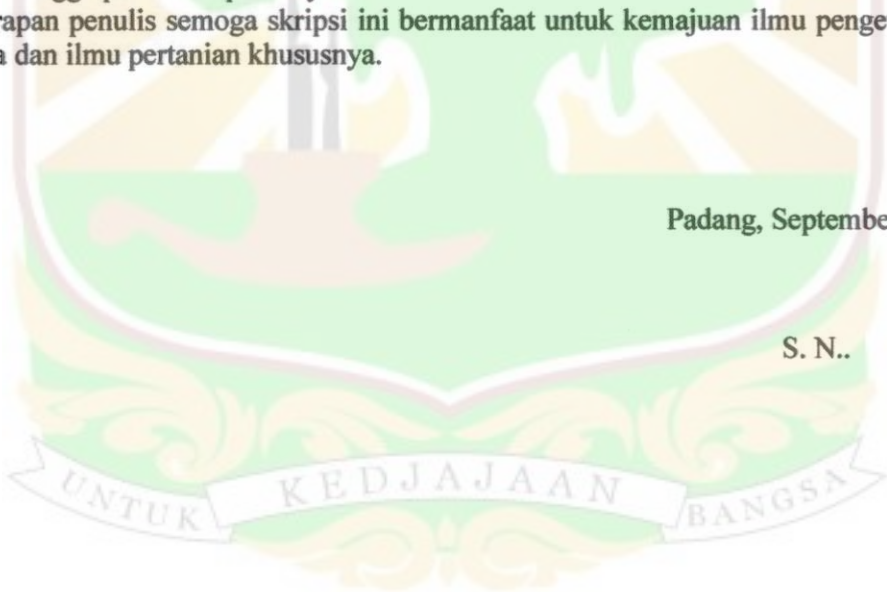 rapan penulis semoga skripsi ini bermanfaat untuk kemajuan ilmu penge
a dan ilmu pertanian khususnya.
Padang, Septembe
S. N..
UNTUK KEDJAJAAN BANGSA